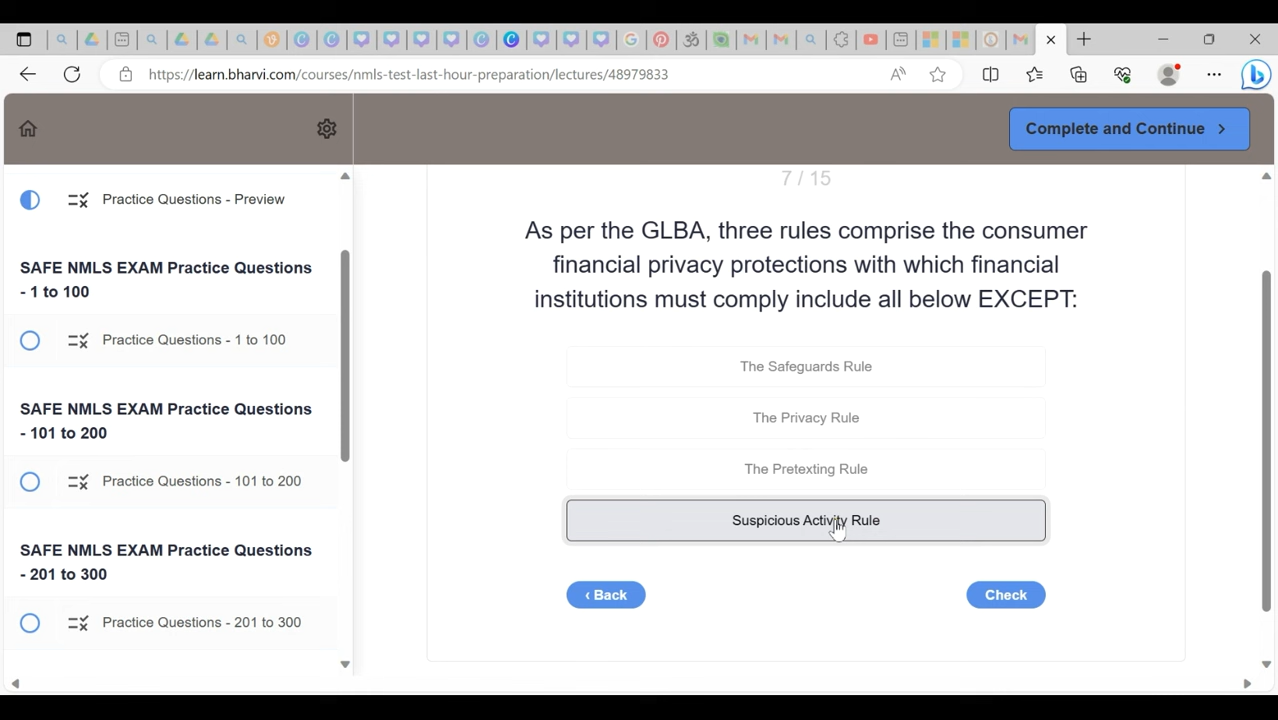 https://learn.bharvi.com/courses/nmls-test-last-hour-preparation/lectures/48979833
Complete and Continue
Practice Questions - Preview
SAFE NMLS EXAM Practice Questions
- 1 to 100
Practice Questions - 1 to 100
SAFE NMLS EXAM Practice Questions
- 101 to 200
Practice Questions - 101 to 200
SAFE NMLS EXAM Practice Questions
- 201 to 300
Practice Questions - 201 to 300
7 / 15
As per the GLBA, three rules comprise the consumer
financial privacy protections with which financial
institutions must comply include all below EXCEPT:
The Safeguards Rule
The Privacy Rule
The Pretexting Rule
Suspicious Activity Rule
‹ Back
Check